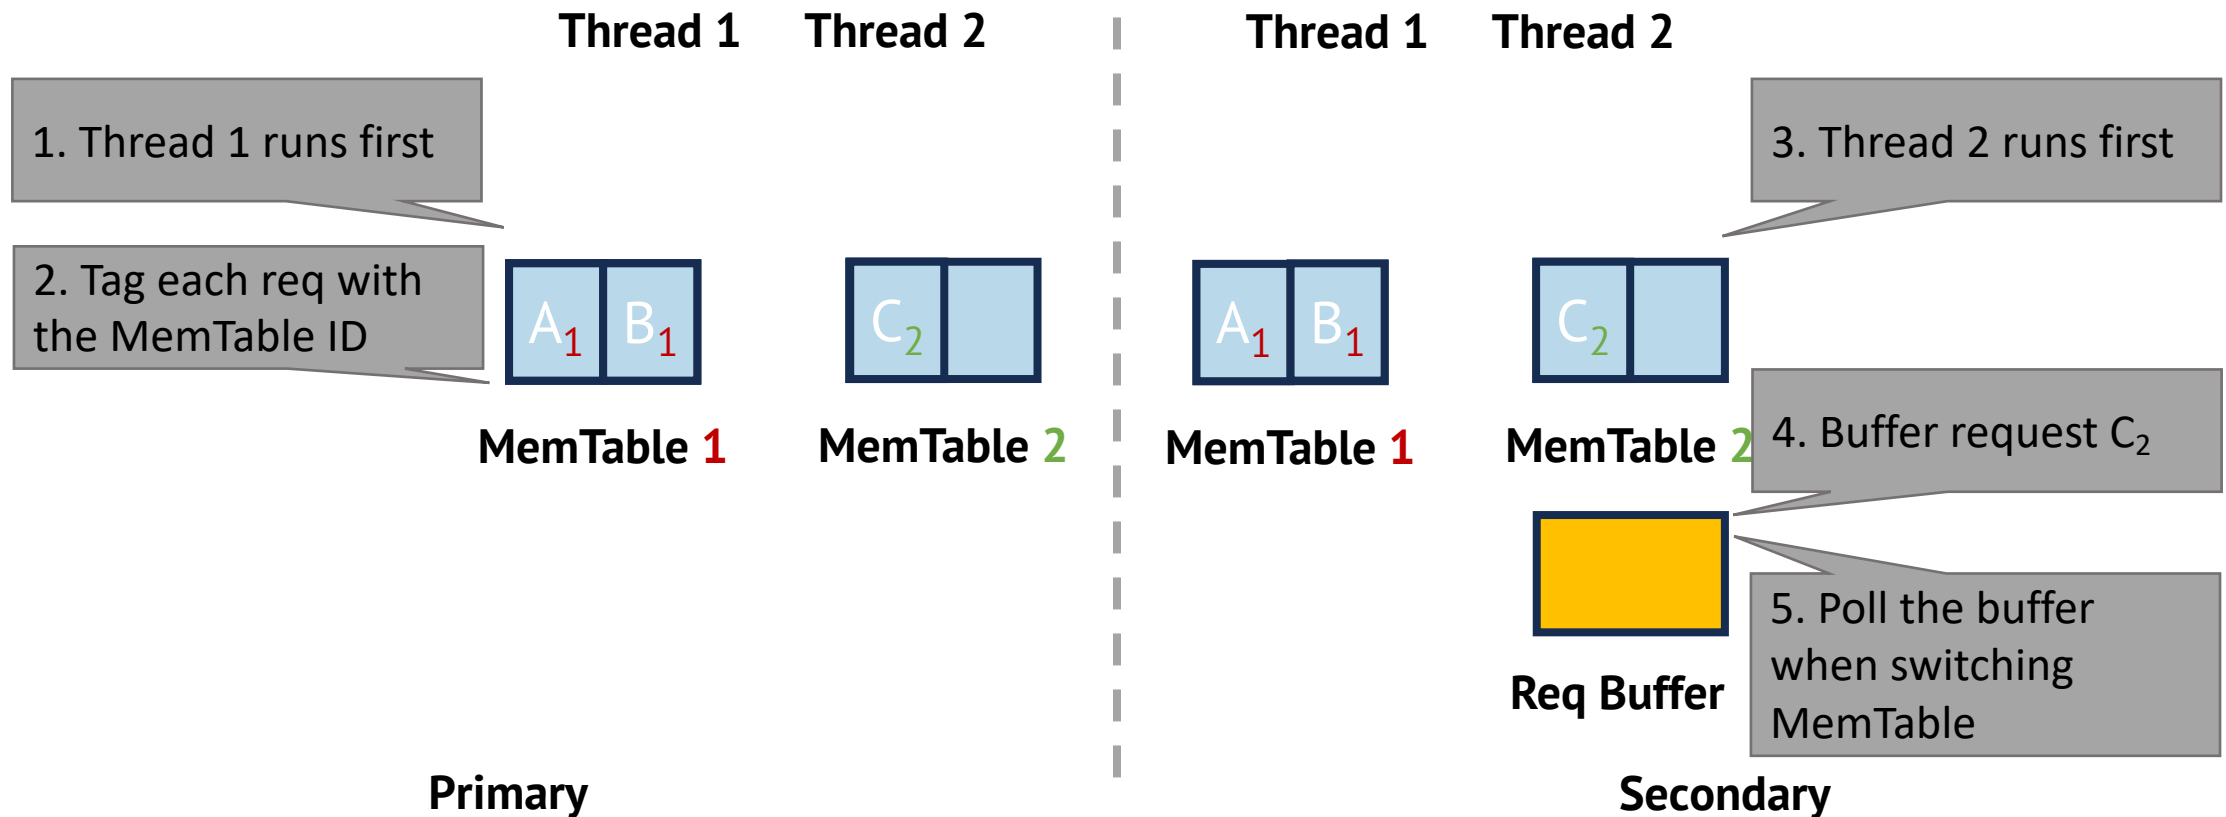 Thread 1 Thread 2
1. Thread 1 runs first
2. Tag each req with
the MemTable ID
A1 B1
C2
MemTable 1
MemTable 2
Primary
Thread 1 Thread 2
3. Thread 2 runs first
A1 B1
C2
MemTable 1
MemTable 2
4. Buffer request C2
5. Poll the buffer
when switching
MemTable
Req Buffer
Secondary